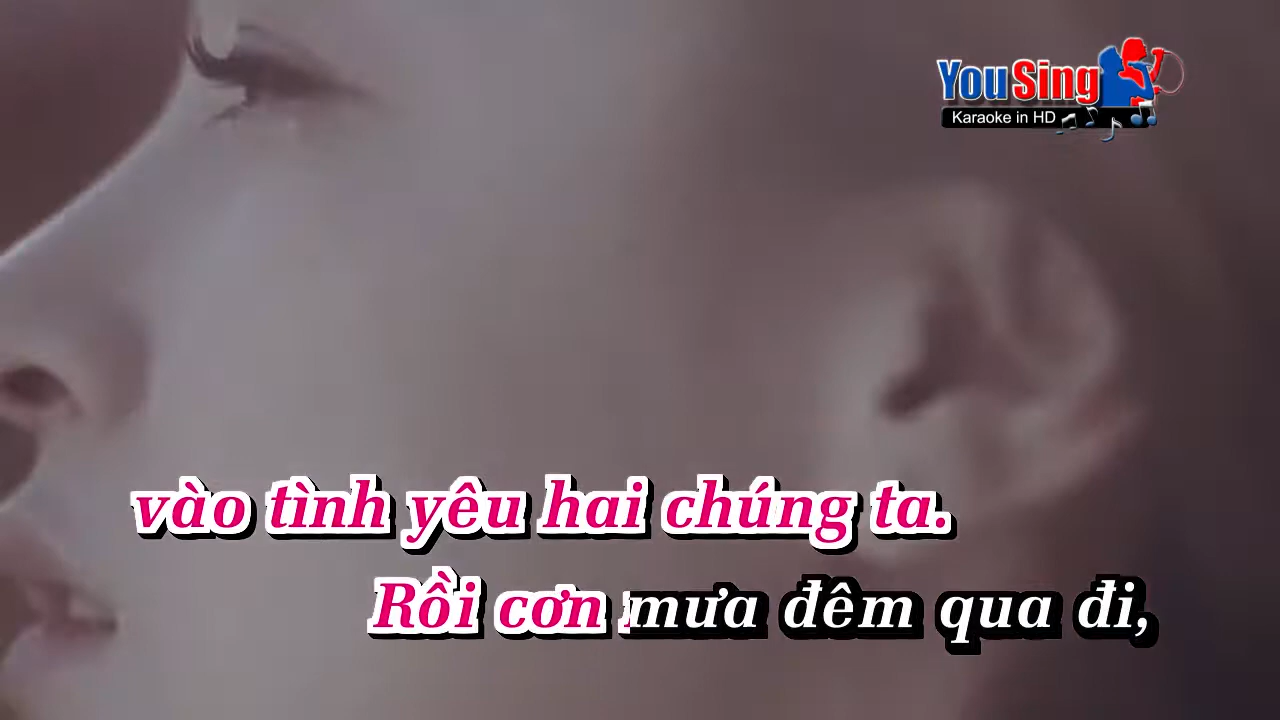 YouSing
Karaoke in HD
vào tình yêu hai chúng ta.
Rồi cơn mưa đêm qua đi,